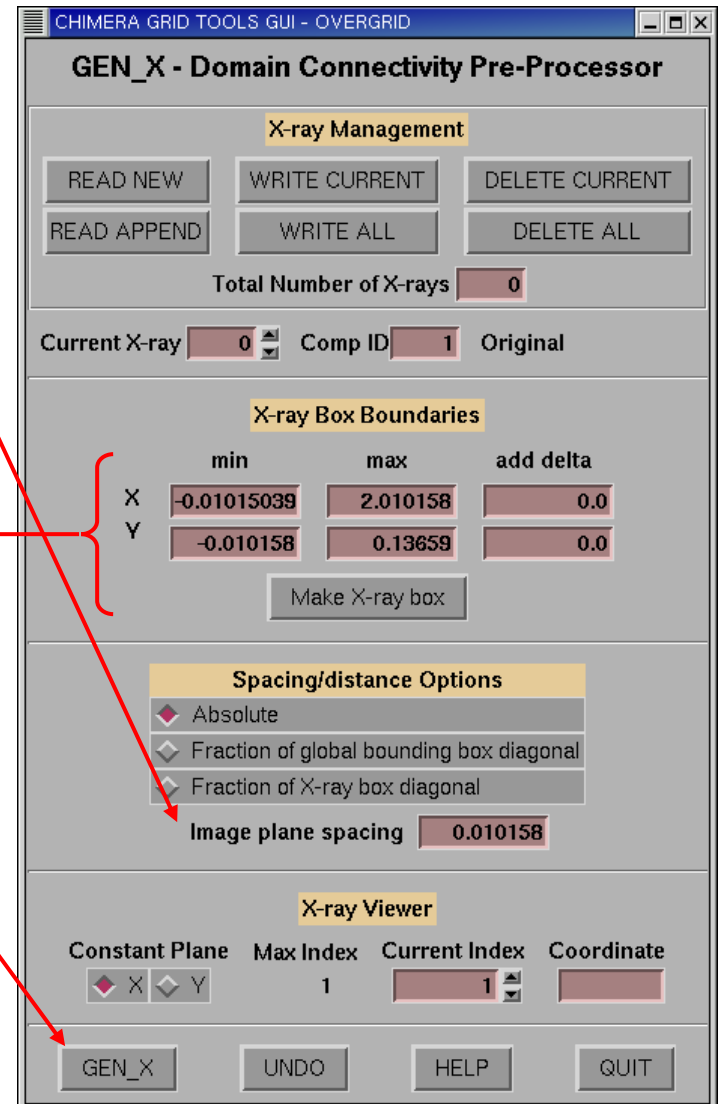 CHIMERA GRID TOOLS GUI - OVERGRID
GEN_X - Domain Connectivity Pre-Processor
X-ray Management
READ NEW WRITE CURRENT DELETE CURRENT
READ APPEND WRITE ALL DELETE ALL
Total Number of X-rays 0
Current X-ray 0 Comp ID 1 Original
X-ray Box Boundaries
min max add delta
X -0.01015039 2.010158 0.0
Y -0.010158 0.13659 0.0
Make X-ray box
Spacing/distance Options
Absolute
Fraction of global bounding box diagonal
Fraction of X-ray box diagonal
Image plane spacing 0.010158
X-ray Viewer
Constant Plane Max Index Current Index Coordinate
X Y 1 1
GEN_X UNDO HELP QUIT